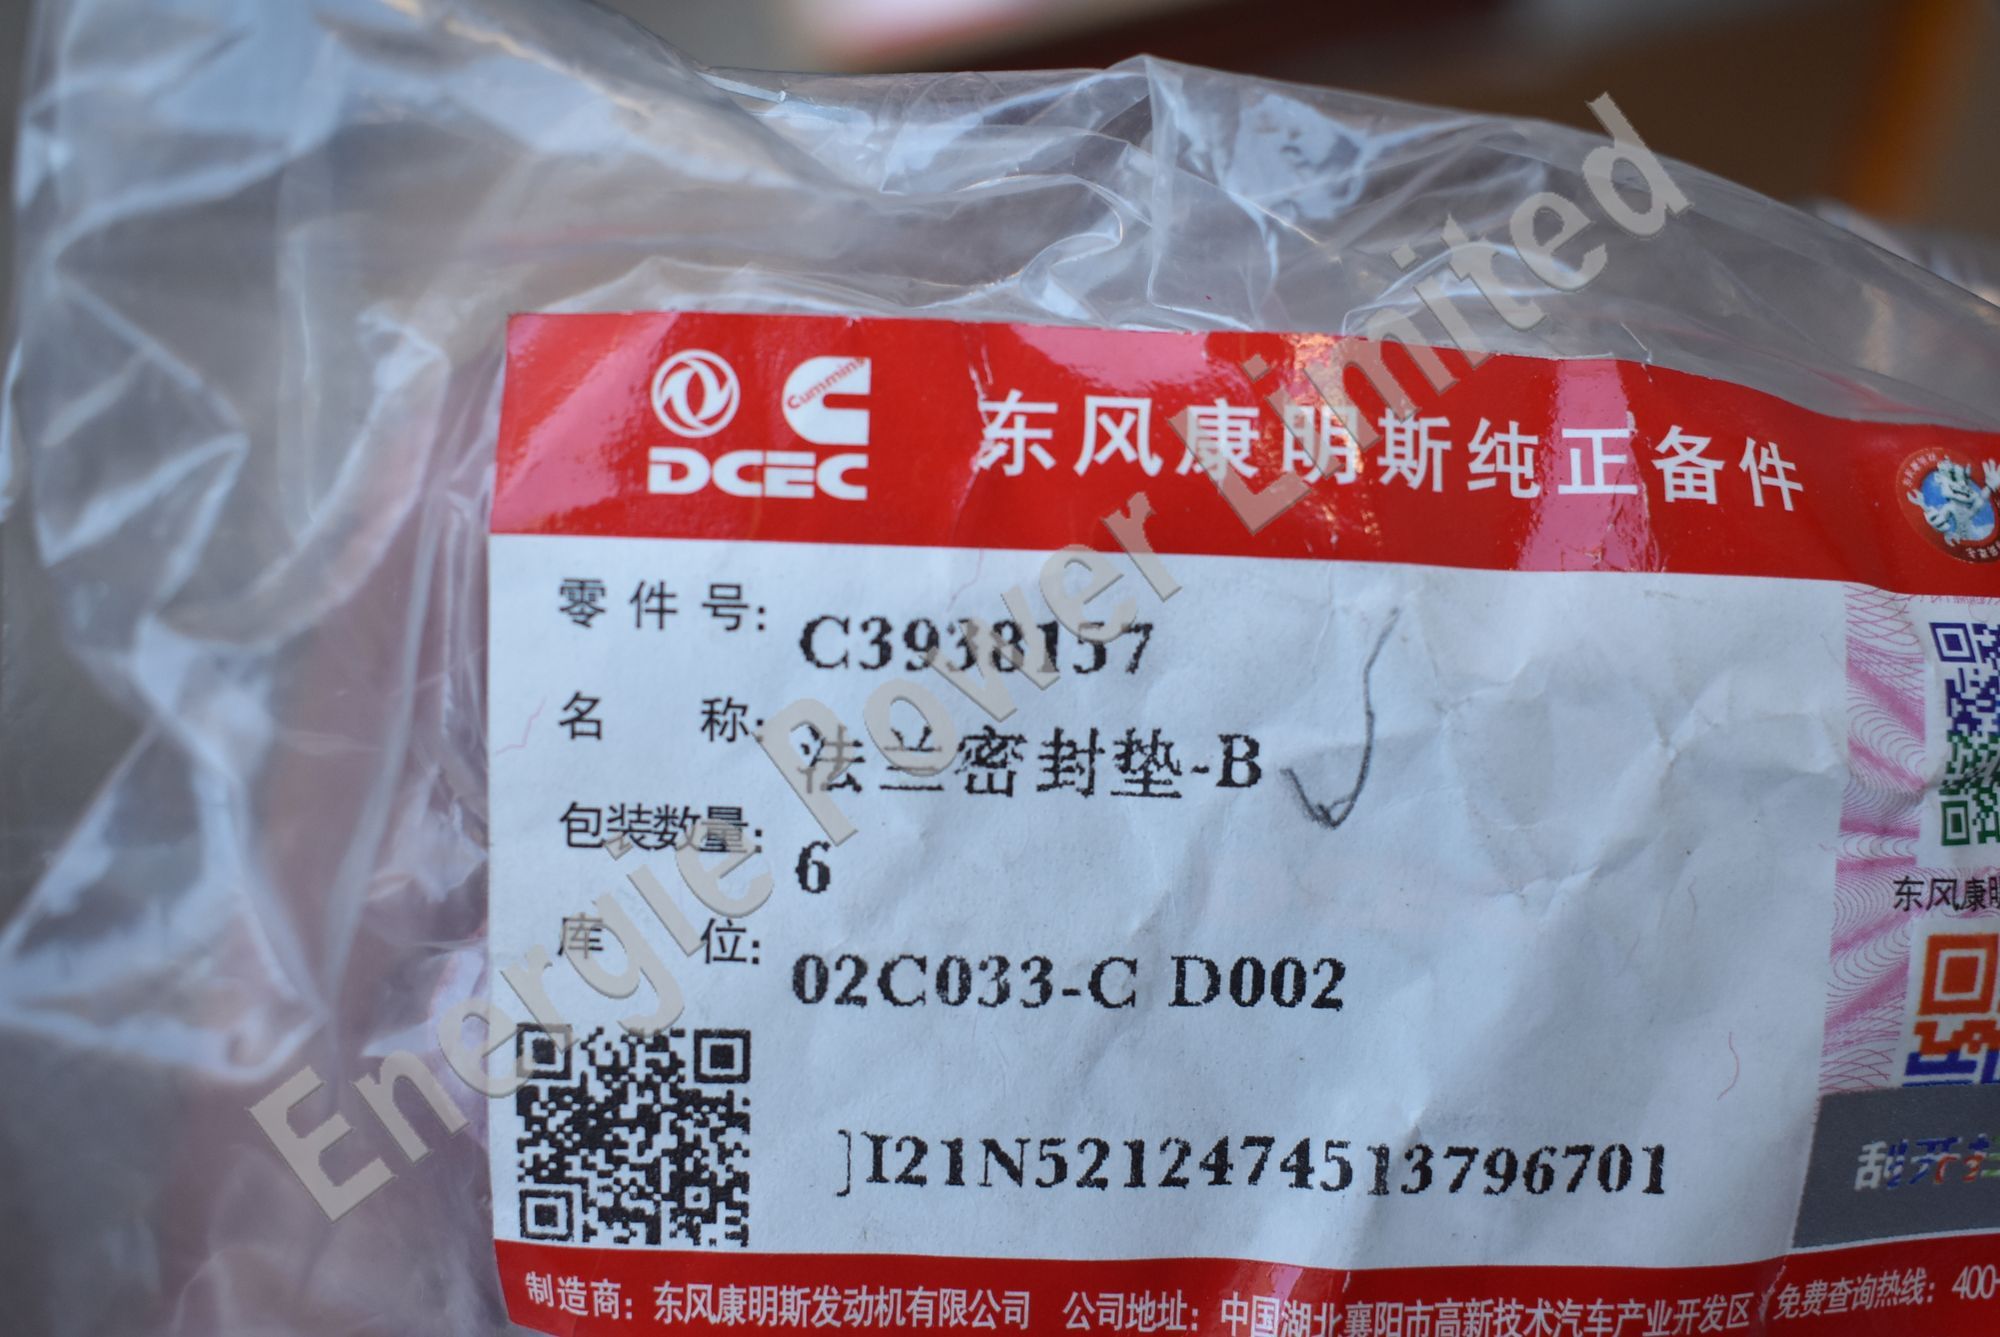 Cummins
DCEC
东风康明斯纯正备件
零件号: C3938157
名称: 法兰密封垫-B
包装数量: 6
库位: 02C033-C D002
]I21N5212474513796701
东风康明
刮开
制造商: 东风康明斯发动机有限公司 公司地址: 中国湖北襄阳市高新技术汽车产业开发区 免费查询热线: 400-
Energie Power Limited